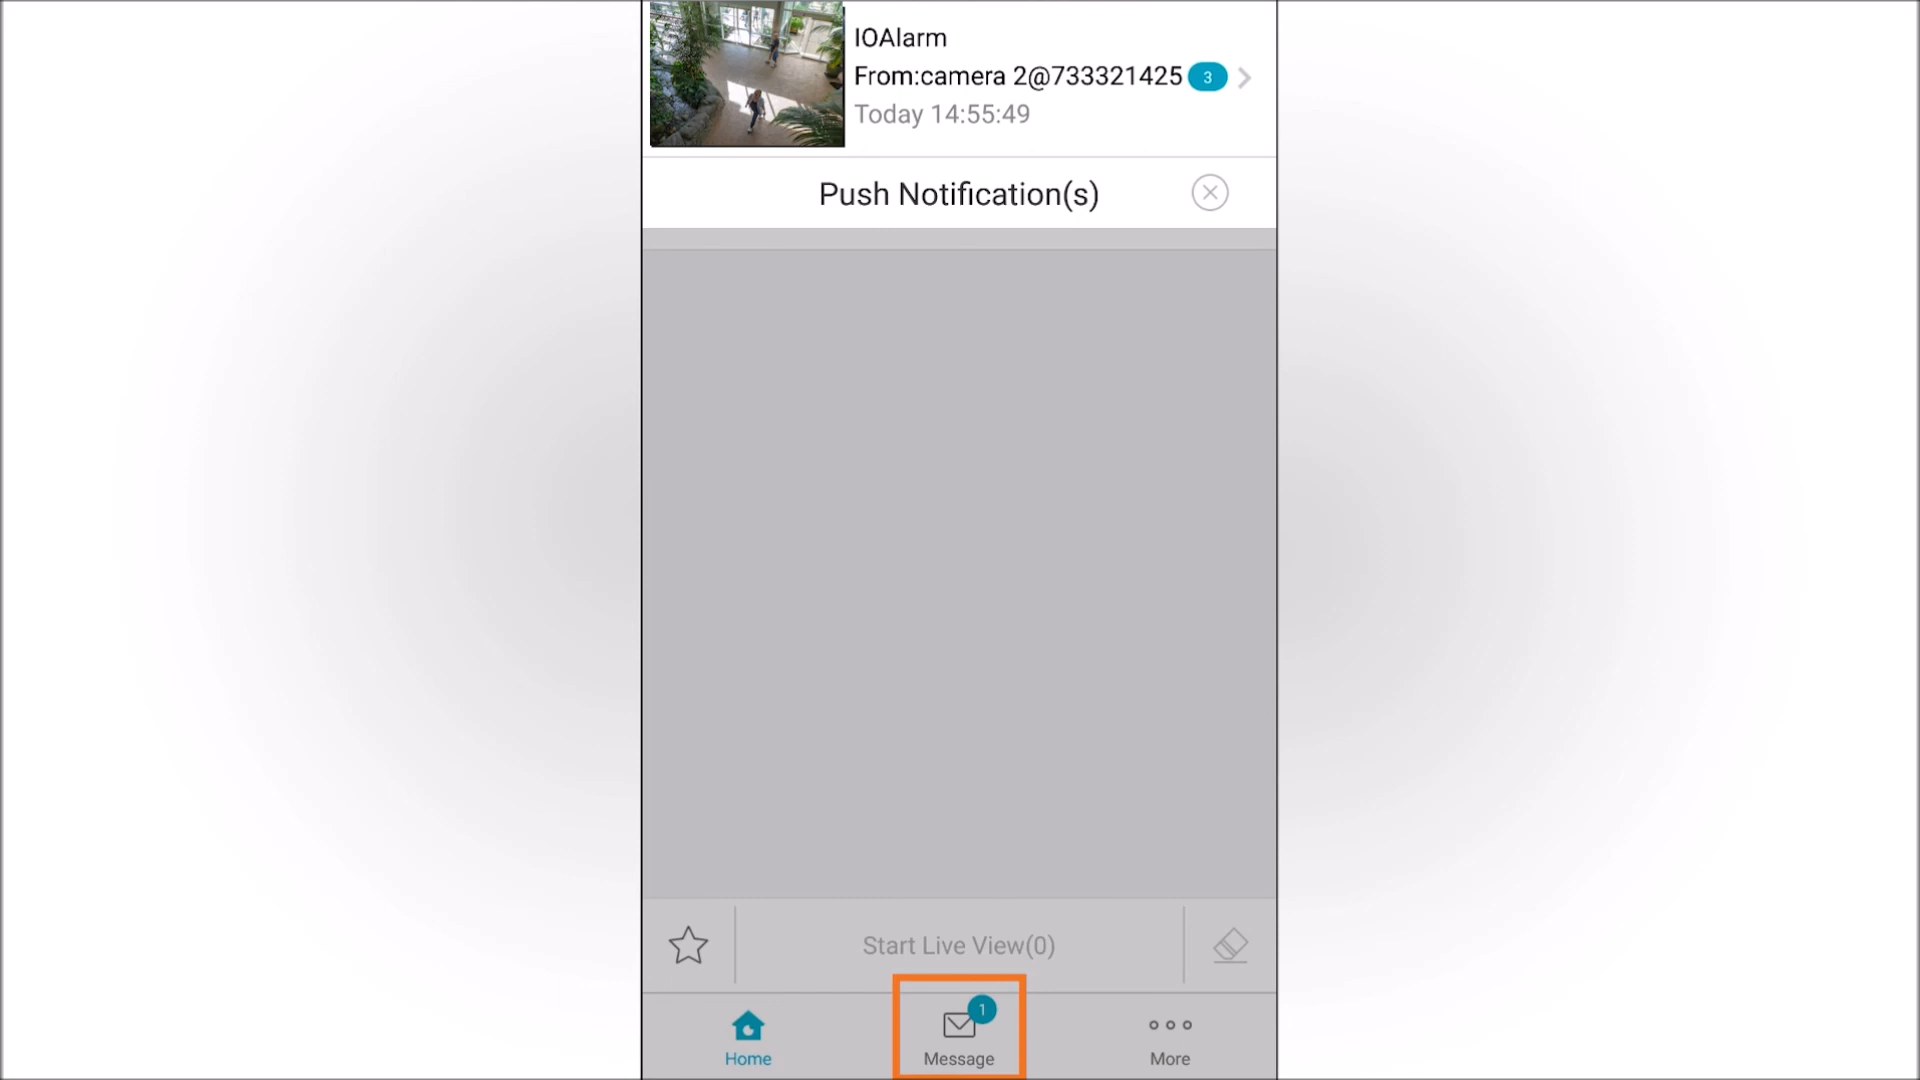 IOAlarm
From:camera 2@733321425 3
Today 14:55:49
Push Notification(s)
Start Live View(0)
1
Home
Message
More